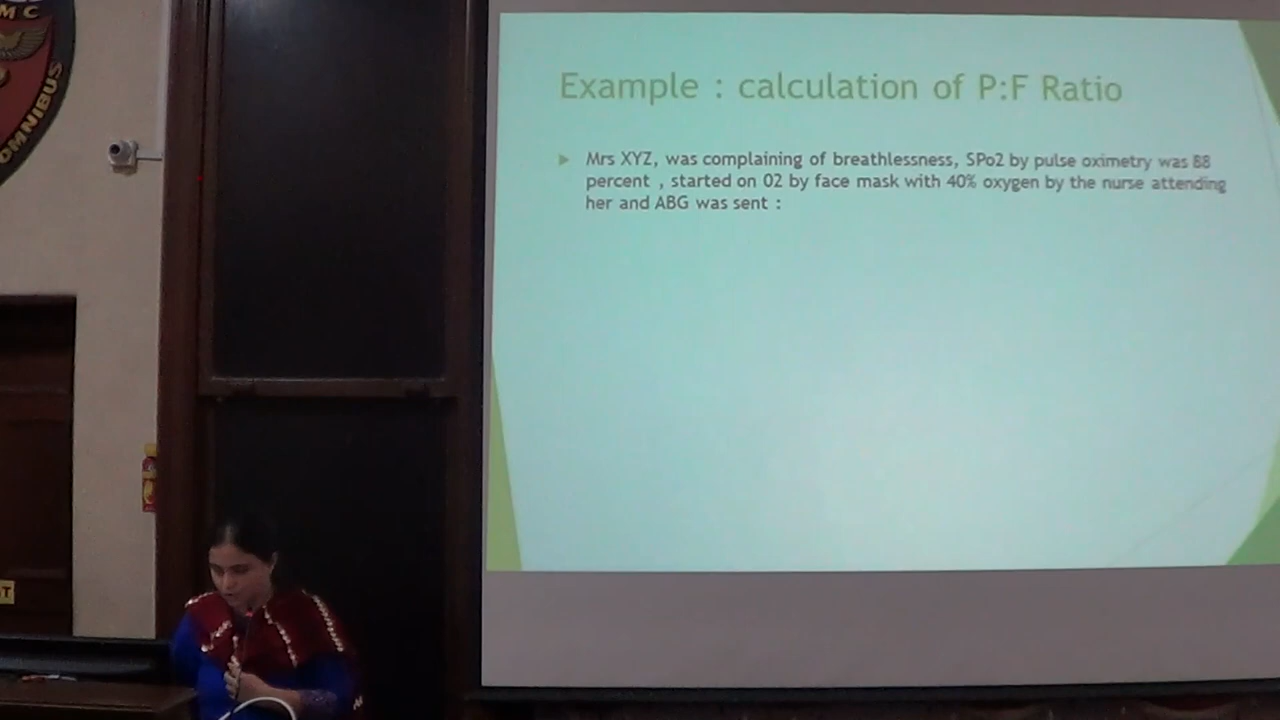 M C
OMNIBUS
Example : calculation of P:F Ratio
Mrs XYZ, was complaining of breathlessness, SPo2 by pulse oximetry was 88
percent , started on 02 by face mask with 40% oxygen by the nurse attending
her and ABG was sent :